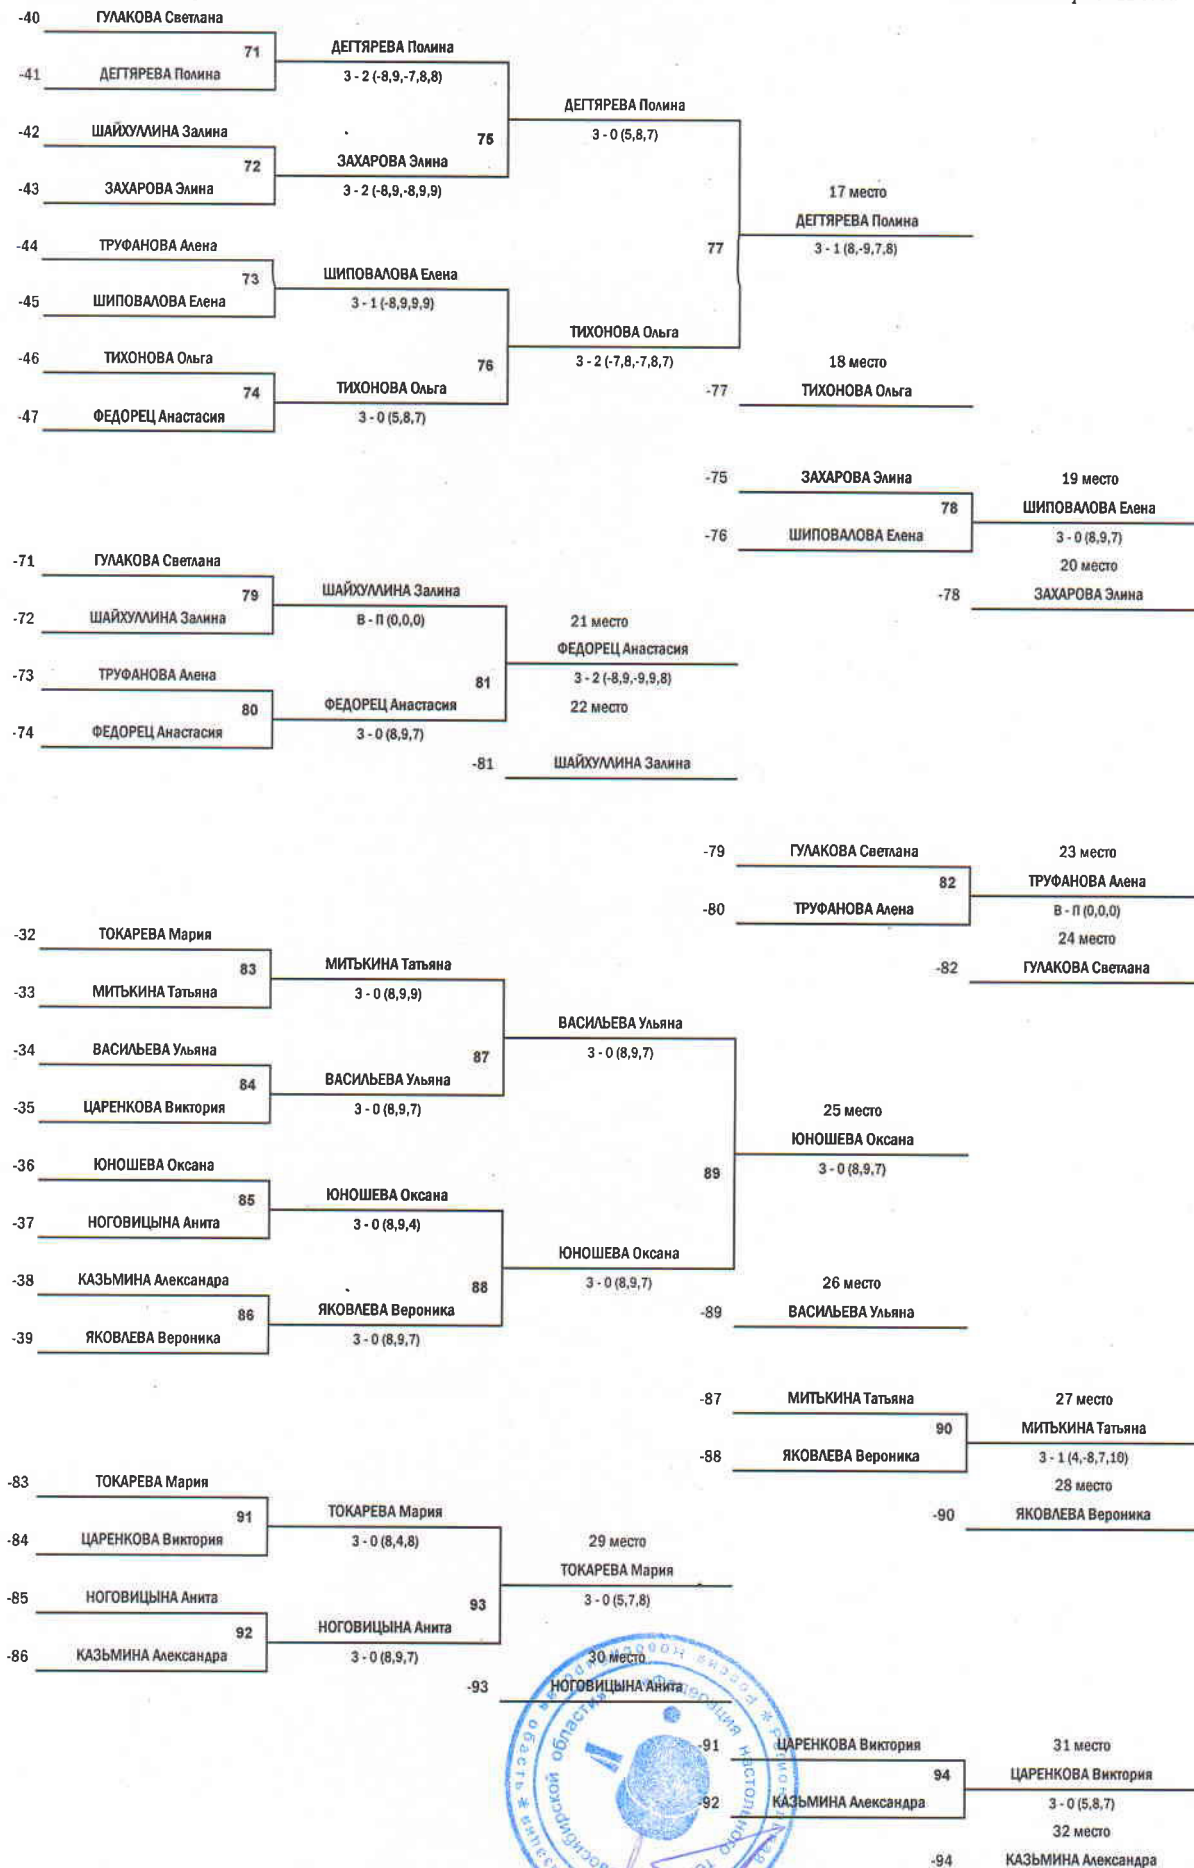 -40 ГУЛАКОВА Светлана
71 ДЕГТЯРЕВА Полина
-41 ДЕГТЯРЕВА Полина 3 - 2 (-8,9,-7,8,8)
ДЕГТЯРЕВА Полина
-42 ШАЙХУЛЛИНА Залина 75 3 - 0 (5,8,7)
72 ЗАХАРОВА Элина
-43 ЗАХАРОВА Элина 3 - 2 (-8,9,-8,9,9) 17 место
ДЕГТЯРЕВА Полина
-44 ТРУФАНОВА Алена 77 3 - 1 (8,-9,7,8)
73 ШИПОВАЛОВА Елена
-45 ШИПОВАЛОВА Елена 3 - 1 (-8,9,9,9)
ТИХОНОВА Ольга
-46 ТИХОНОВА Ольга 76 3 - 2 (-7,8,-7,8,7) 18 место
74 ТИХОНОВА Ольга -77 ТИХОНОВА Ольга
-47 ФЕДОРЕЦ Анастасия 3 - 0 (5,8,7)
-75 ЗАХАРОВА Элина 19 место
78 ШИПОВАЛОВА Елена
-76 ШИПОВАЛОВА Елена 3 - 0 (8,9,7)
-71 ГУЛАКОВА Светлана 20 место
79 ШАЙХУЛЛИНА Залина -78 ЗАХАРОВА Элина
-72 ШАЙХУЛЛИНА Залина В - П (0,0,0) 21 место
ФЕДОРЕЦ Анастасия
-73 ТРУФАНОВА Алена 81 3 - 2 (-8,9,-9,9,8)
80 ФЕДОРЕЦ Анастасия 22 место
-74 ФЕДОРЕЦ Анастасия 3 - 0 (8,9,7)
-81 ШАЙХУЛЛИНА Залина
-79 ГУЛАКОВА Светлана 23 место
82 ТРУФАНОВА Алена
-80 ТРУФАНОВА Алена В - П (0,0,0)
-32 ТОКАРЕВА Мария 24 место
83 МИТЬКИНА Татьяна -82 ГУЛАКОВА Светлана
-33 МИТЬКИНА Татьяна 3 - 0 (8,9,9)
ВАСИЛЬЕВА Ульяна
-34 ВАСИЛЬЕВА Ульяна 87 3 - 0 (8,9,7)
84 ВАСИЛЬЕВА Ульяна
-35 ЦАРЕНКОВА Виктория 3 - 0 (8,9,7) 25 место
ЮНОШЕВА Оксана
-36 ЮНОШЕВА Оксана 89 3 - 0 (8,9,7)
85 ЮНОШЕВА Оксана
-37 НОГОВИЦЫНА Анита 3 - 0 (8,9,4)
ЮНОШЕВА Оксана
-38 КАЗЬМИНА Александра 88 3 - 0 (8,9,7) 26 место
86 ЯКОВЛЕВА Вероника -89 ВАСИЛЬЕВА Ульяна
-39 ЯКОВЛЕВА Вероника 3 - 0 (8,9,7)
-87 МИТЬКИНА Татьяна 27 место
90 МИТЬКИНА Татьяна
-88 ЯКОВЛЕВА Вероника 3 - 1 (4,-8,7,10)
-83 ТОКАРЕВА Мария 28 место
91 ТОКАРЕВА Мария -90 ЯКОВЛЕВА Вероника
-84 ЦАРЕНКОВА Виктория 3 - 0 (8,4,8) 29 место
ТОКАРЕВА Мария
-85 НОГОВИЦЫНА Анита 93 3 - 0 (5,7,8)
92 НОГОВИЦЫНА Анита
-86 КАЗЬМИНА Александра 3 - 0 (8,9,7) 30 место
-93 НОГОВИЦЫНА Анита
-91 ЦАРЕНКОВА Виктория 31 место
94 ЦАРЕНКОВА Виктория
-92 КАЗЬМИНА Александра 3 - 0 (5,8,7)
32 место
-94 КАЗЬМИНА Александра
Россия Новосибирская область
Федерация настольного
области